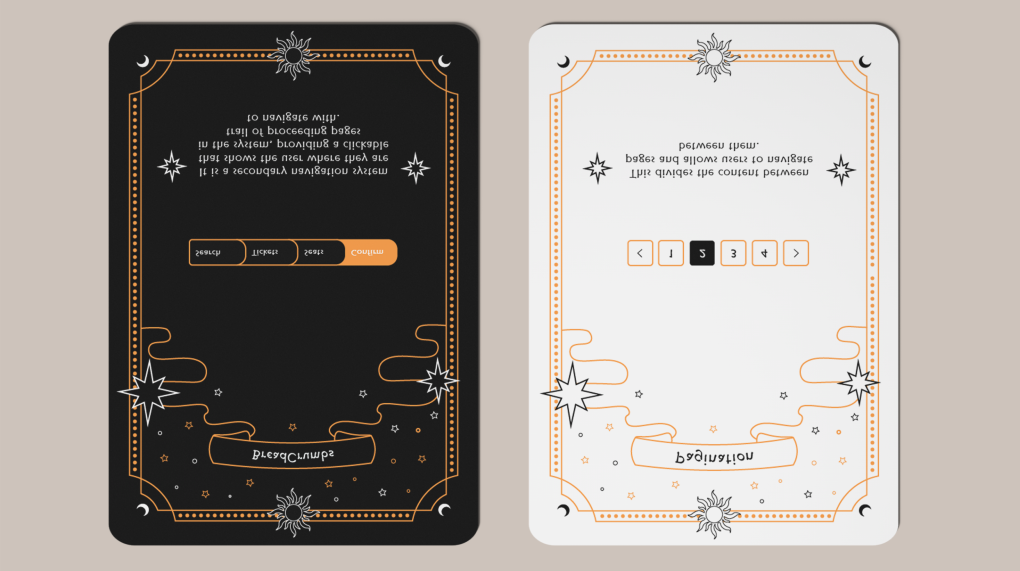 BreadCrumbs
Search Tickets Seats Confirm
It is a secondary navigation system
that shows the user where they are
in the system, providing a clickable
trail of proceeding pages
to navigate with.
Pagination
< 1 2 3 4 >
This divides the content between
pages and allows users to navigate
between them.